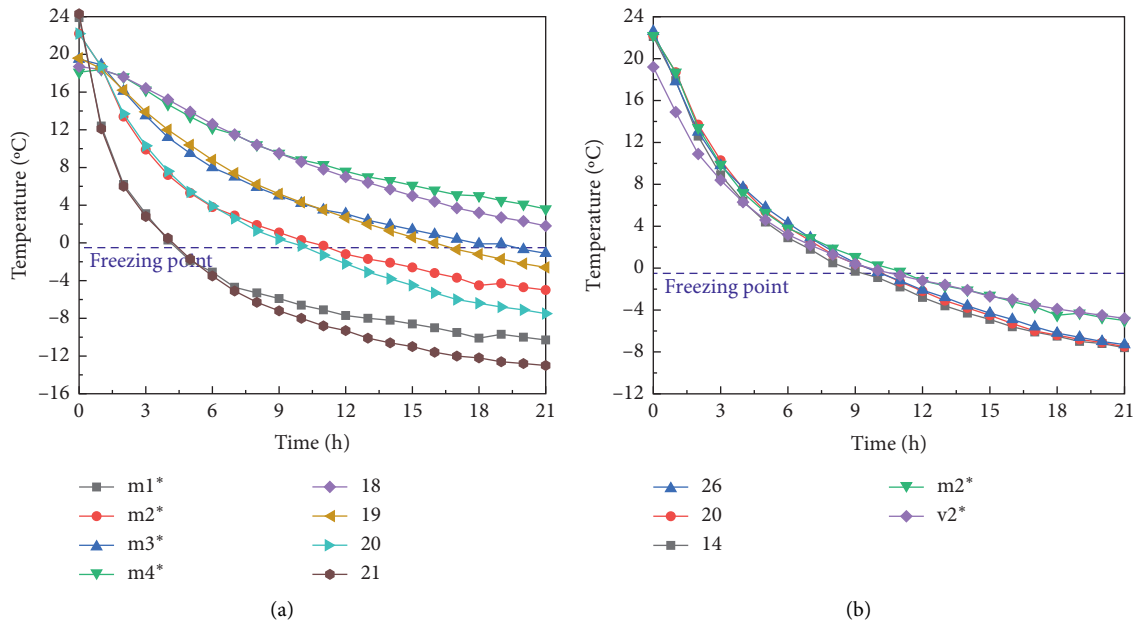 24
20
16
12
8
4
0
−4
−8
−12
−16
Temperature (°C)
Freezing point
0 3 6 9 12 15 18 21
Time (h)
m1*
m2*
m3*
m4*
18
19
20
21
(a)
24
20
16
12
8
4
0
−4
−8
−12
Temperature (°C)
Freezing point
0 3 6 9 12 15 18 21
Time (h)
26
20
14
m2*
v2*
(b)